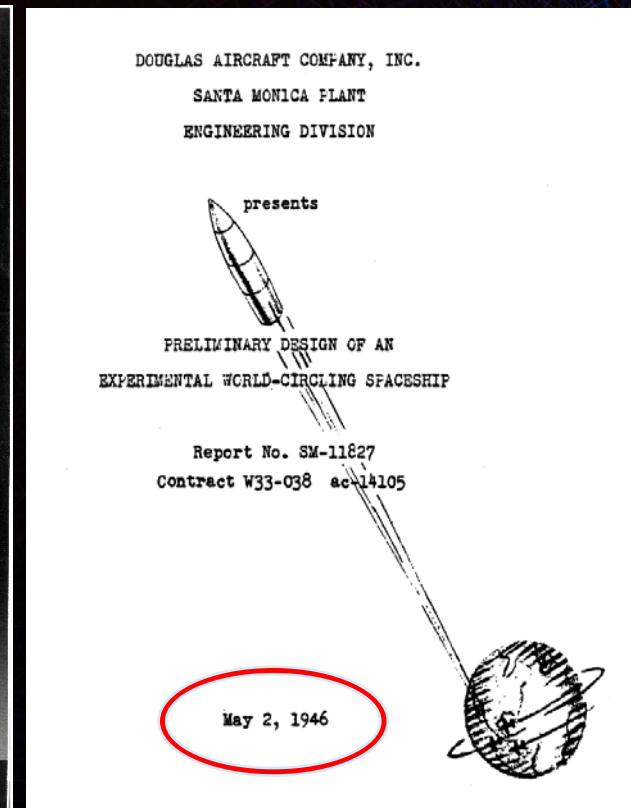 DOUGLAS AIRCRAFT COMPANY, INC.
SANTA MONICA PLANT
ENGINEERING DIVISION
presents
PRELIMINARY DESIGN OF AN
EXPERIMENTAL WORLD-CIRCLING SPACESHIP
Report No. SM-11827
Contract W33-038 ac-14105
May 2, 1946